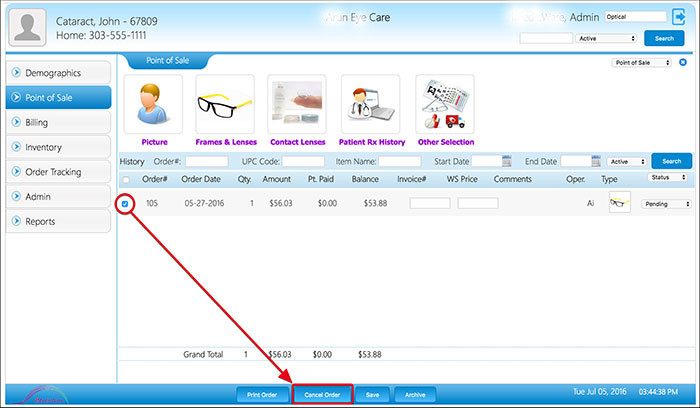 Cataract, John - 67809
Home: 303-555-1111
Eye Care
Admin
Optical
Active
Search
Demographics
Point of Sale
Billing
Inventory
Order Tracking
Admin
Reports
Point of Sale
Point of Sale
Picture
Frames & Lenses
Contact Lenses
Patient Rx History
Other Selection
History Order#: UPC Code: Item Name: Start Date End Date Active Search
Order# Order Date Qty. Amount Pt. Paid Balance Invoice# WS Price Comments Oper. Type Status
105 05-27-2016 1 $56.03 $0.00 $53.88 Ai Pending
Grand Total 1 $56.03 $0.00 $53.88
Print Order Cancel Order Save Archive
Tue Jul 05, 2016 03:44:38 PM